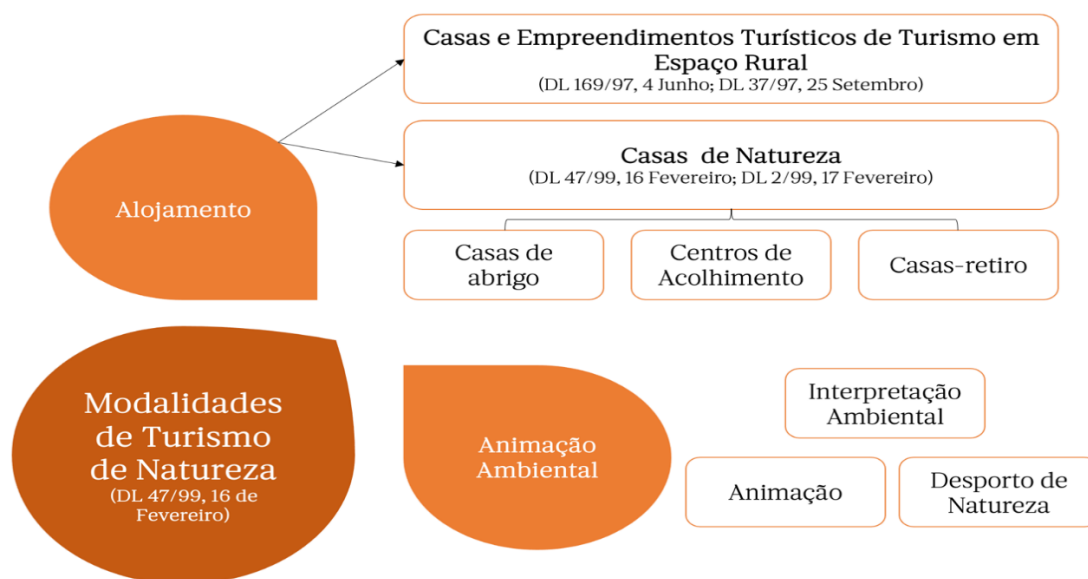 Casas e Empreendimentos Turísticos de Turismo em
Espaço Rural
(DL 169/97, 4 Junho; DL 37/97, 25 Setembro)
Alojamento
Casas de Natureza
(DL 47/99, 16 Fevereiro; DL 2/99, 17 Fevereiro)
Casas de
abrigo
Centros de
Acolhimento
Casas-retiro
Modalidades
de Turismo
de Natureza
(DL 47/99, 16 de
Fevereiro)
Animação
Ambiental
Interpretação
Ambiental
Animação
Desporto de
Natureza